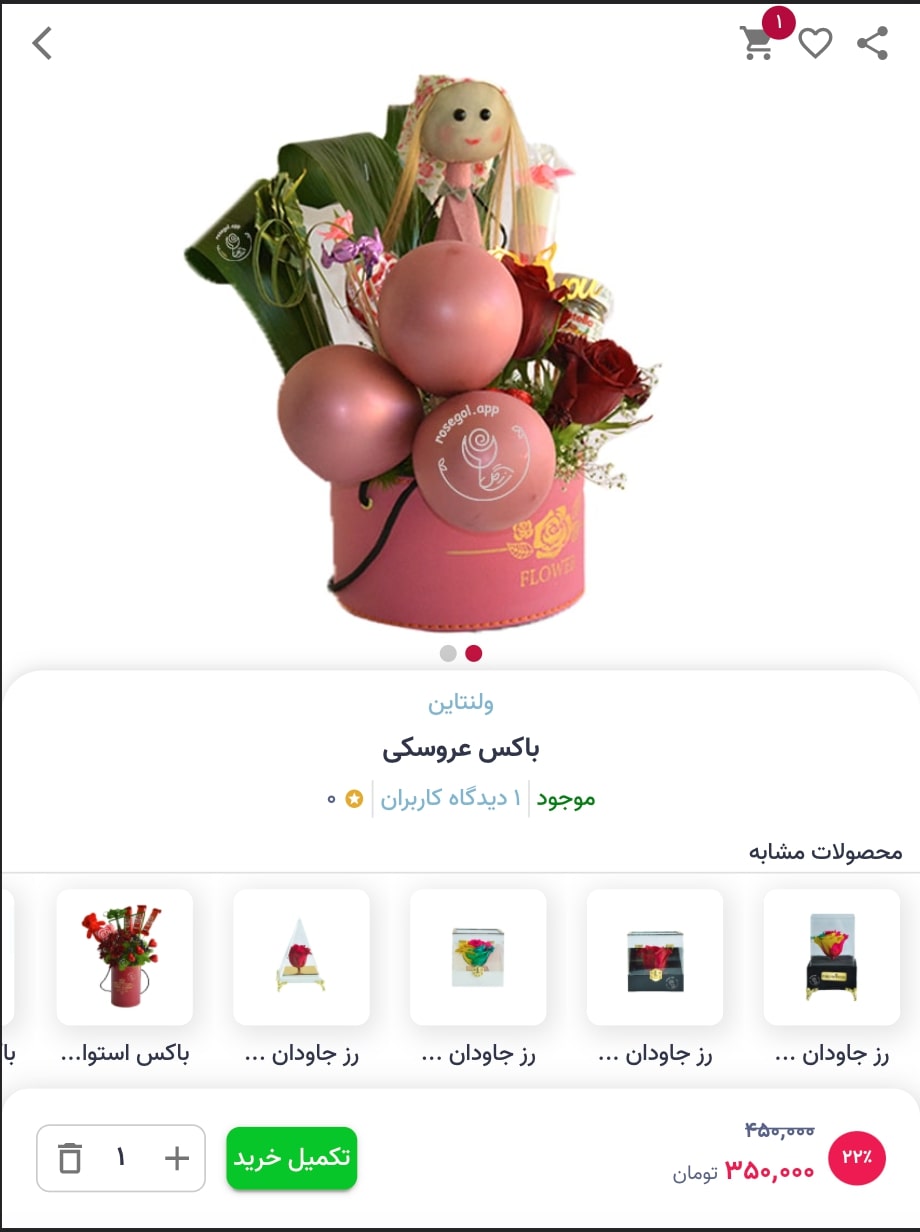 ۱
rosegol.app
FLOWER
ولنتاین
باکس عروسکی
موجود
۱ دیدگاه کاربران
۰
محصولات مشابه
رز جاودان ...
رز جاودان ...
رز جاودان ...
رز جاودان ...
باکس استوا...
با
۲۲٪
۴۵۰,۰۰۰
۳۵۰,۰۰۰ تومان
تکمیل خرید
۱